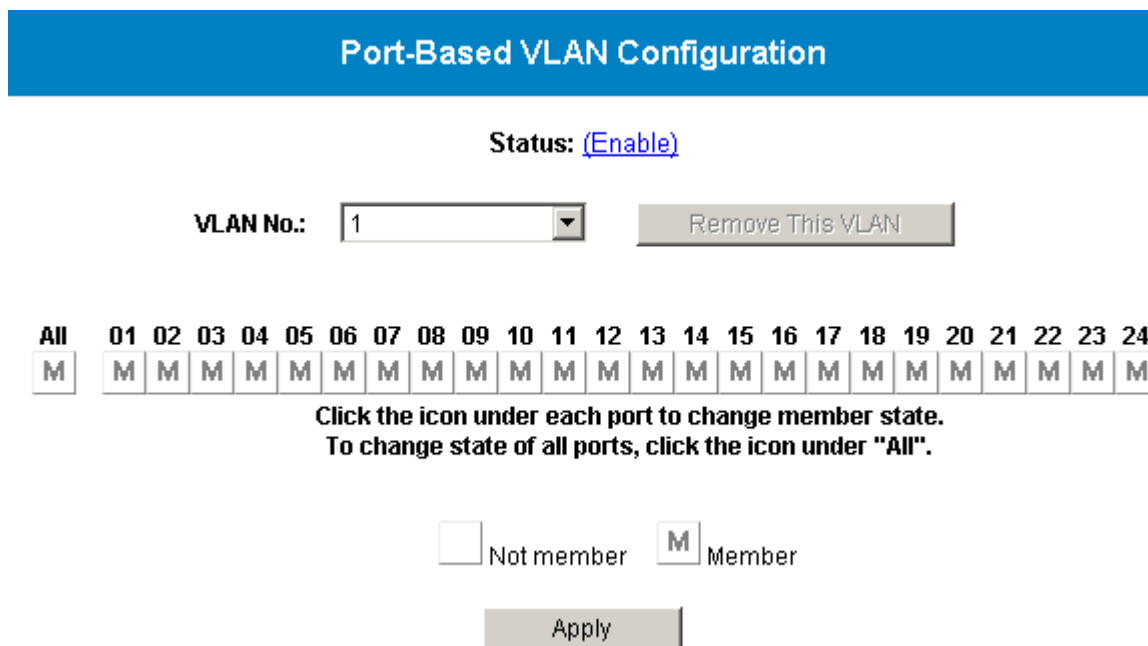 Port-Based VLAN Configuration
Status: (Enable)
VLAN No.: 1 Remove This VLAN
All 01 02 03 04 05 06 07 08 09 10 11 12 13 14 15 16 17 18 19 20 21 22 23 24
M M M M M M M M M M M M M M M M M M M M M M M M M
Click the icon under each port to change member state.
To change state of all ports, click the icon under "All".
Not member M Member
Apply